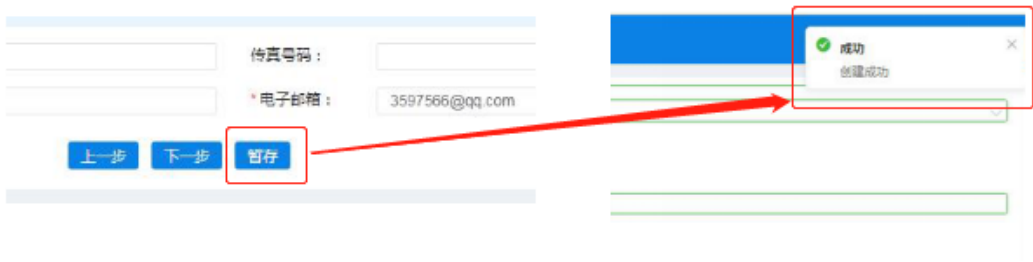 传真号码：
*电子邮箱：
3597566@qq.com
上一步
下一步
暂存
成功
创建成功